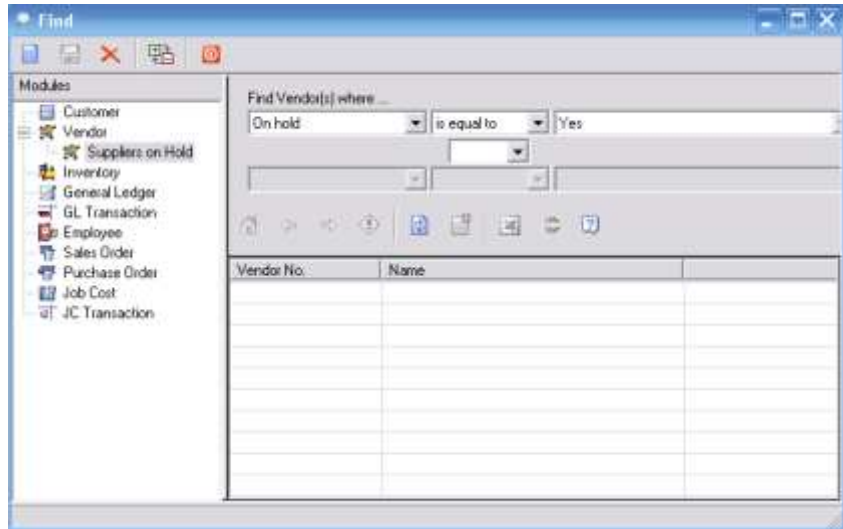 Find
Modules
Customer
Vendor
Suppliers on Hold
Inventory
General Ledger
GL Transaction
Employee
Sales Order
Purchase Order
Job Cost
JC Transaction
Find Vendor(s) where ...
On hold is equal to Yes
Vendor No. Name